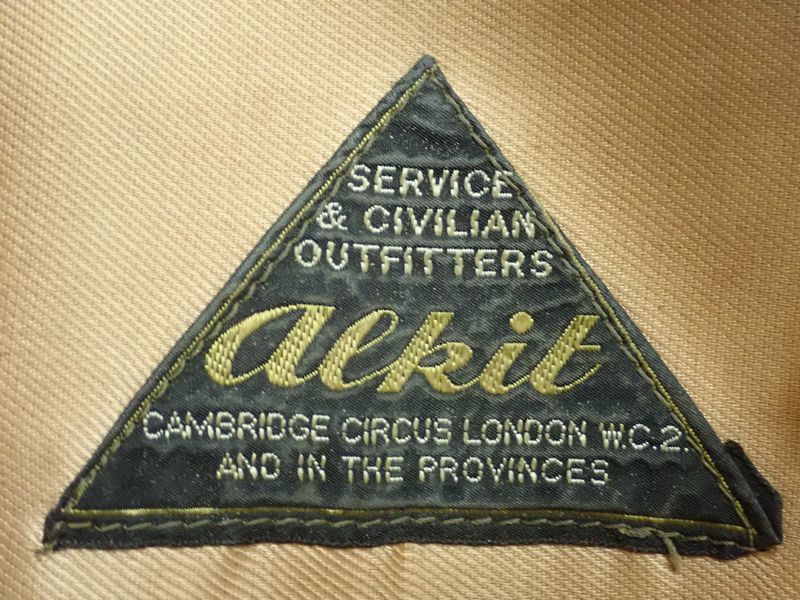 SERVICE
& CIVILIAN
OUTFITTERS
Alkit
CAMBRIDGE CIRCUS LONDON W.C.2.
AND IN THE PROVINCES